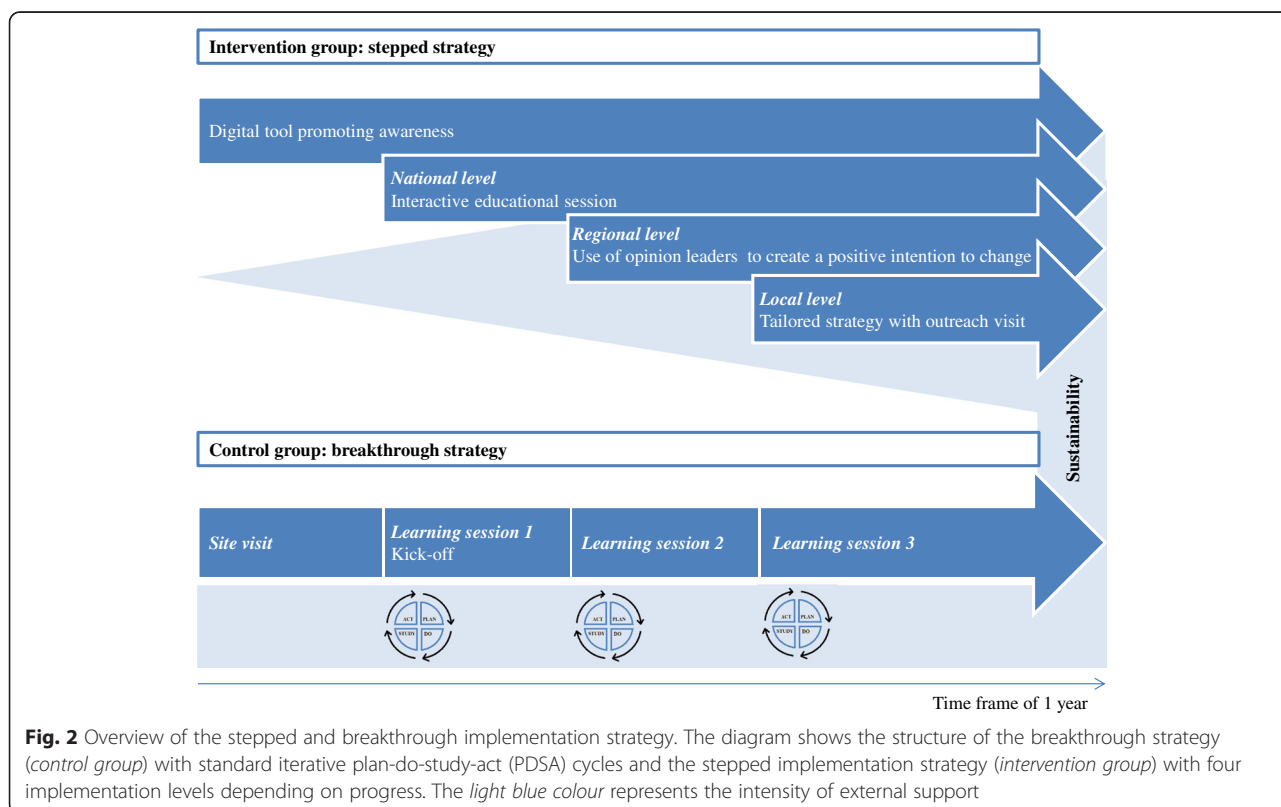 Intervention group: stepped strategy
Digital tool promoting awareness
National level
Interactive educational session
Regional level
Use of opinion leaders to create a positive intention to change
Local level
Tailored strategy with outreach visit
Sustainability
Control group: breakthrough strategy
Site visit
Learning session 1
Kick-off
Learning session 2
Learning session 3
ACT PLAN
STUDY DO
ACT PLAN
STUDY DO
ACT PLAN
STUDY DO
Time frame of 1 year
Fig. 2 Overview of the stepped and breakthrough implementation strategy. The diagram shows the structure of the breakthrough strategy
(control group) with standard iterative plan-do-study-act (PDSA) cycles and the stepped implementation strategy (intervention group) with four
implementation levels depending on progress. The light blue colour represents the intensity of external support